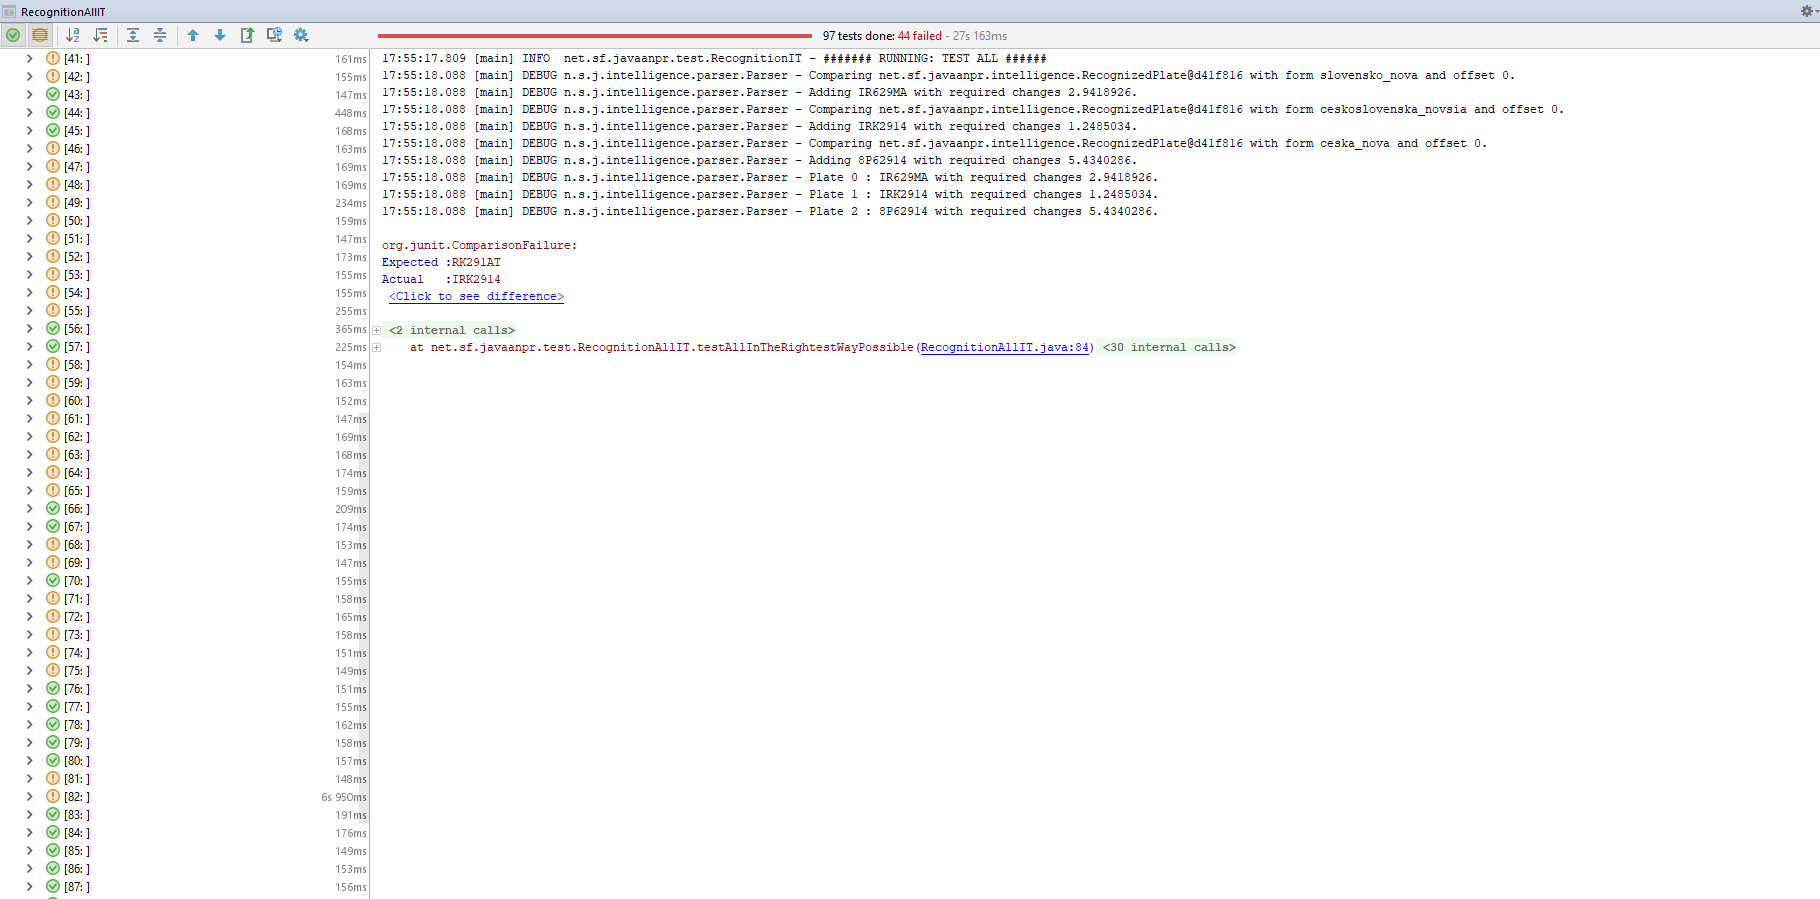 RecognitionAllIT
97 tests done: 44 failed - 27s 163ms
[41: ] 161ms
[42: ] 155ms
[43: ] 147ms
[44: ] 448ms
[45: ] 168ms
[46: ] 163ms
[47: ] 169ms
[48: ] 169ms
[49: ] 234ms
[50: ] 159ms
[51: ] 147ms
[52: ] 173ms
[53: ] 155ms
[54: ] 155ms
[55: ] 255ms
[56: ] 365ms
[57: ] 225ms
[58: ] 154ms
[59: ] 163ms
[60: ] 152ms
[61: ] 147ms
[62: ] 169ms
[63: ] 168ms
[64: ] 174ms
[65: ] 159ms
[66: ] 209ms
[67: ] 174ms
[68: ] 153ms
[69: ] 147ms
[70: ] 155ms
[71: ] 158ms
[72: ] 165ms
[73: ] 158ms
[74: ] 151ms
[75: ] 149ms
[76: ] 151ms
[77: ] 155ms
[78: ] 162ms
[79: ] 158ms
[80: ] 157ms
[81: ] 148ms
[82: ] 6s 950ms
[83: ] 191ms
[84: ] 176ms
[85: ] 149ms
[86: ] 153ms
[87: ] 156ms
17:55:17.809 [main] INFO  net.sf.javaanpr.test.RecognitionIT - ####### RUNNING: TEST ALL ######
17:55:18.088 [main] DEBUG n.s.j.intelligence.parser.Parser - Comparing net.sf.javaanpr.intelligence.RecognizedPlate@d41f816 with form slovensko_nova and offset 0.
17:55:18.088 [main] DEBUG n.s.j.intelligence.parser.Parser - Adding IR629MA with required changes 2.9418926.
17:55:18.088 [main] DEBUG n.s.j.intelligence.parser.Parser - Comparing net.sf.javaanpr.intelligence.RecognizedPlate@d41f816 with form ceskoslovenska_novsia and offset 0.
17:55:18.088 [main] DEBUG n.s.j.intelligence.parser.Parser - Adding IRK2914 with required changes 1.2485034.
17:55:18.088 [main] DEBUG n.s.j.intelligence.parser.Parser - Comparing net.sf.javaanpr.intelligence.RecognizedPlate@d41f816 with form ceska_nova and offset 0.
17:55:18.088 [main] DEBUG n.s.j.intelligence.parser.Parser - Adding 8P62914 with required changes 5.4340286.
17:55:18.088 [main] DEBUG n.s.j.intelligence.parser.Parser - Plate 0 : IR629MA with required changes 2.9418926.
17:55:18.088 [main] DEBUG n.s.j.intelligence.parser.Parser - Plate 1 : IRK2914 with required changes 1.2485034.
17:55:18.088 [main] DEBUG n.s.j.intelligence.parser.Parser - Plate 2 : 8P62914 with required changes 5.4340286.
org.junit.ComparisonFailure:
Expected :RK291AT
Actual   :IRK2914
<Click to see difference>
<2 internal calls>
at net.sf.javaanpr.test.RecognitionAllIT.testAllInTheRightestWayPossible(RecognitionAllIT.java:84) <30 internal calls>